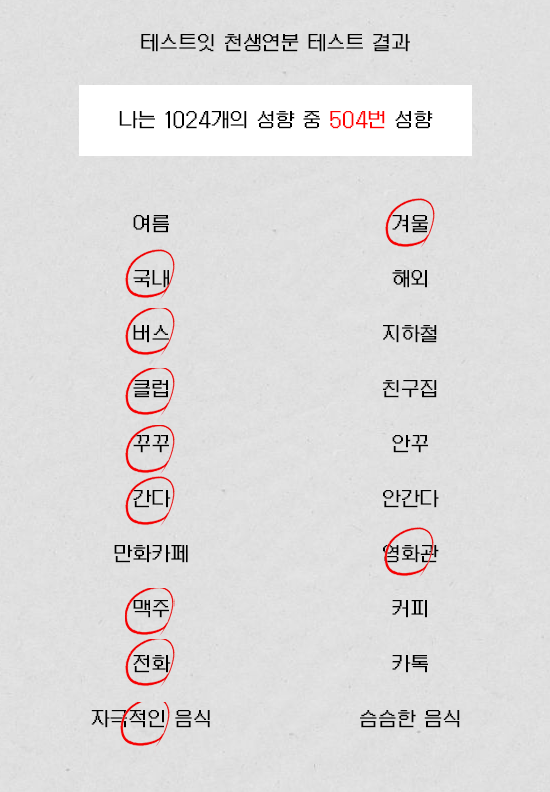 테스트잇 천생연분 테스트 결과
나는 1024개의 성향 중 504번 성향
여름 겨울
국내 해외
버스 지하철
클럽 친구집
꾸꾸 안꾸
간다 안간다
만화카페 영화관
맥주 커피
전화 카톡
자극적인 음식 슴슴한 음식